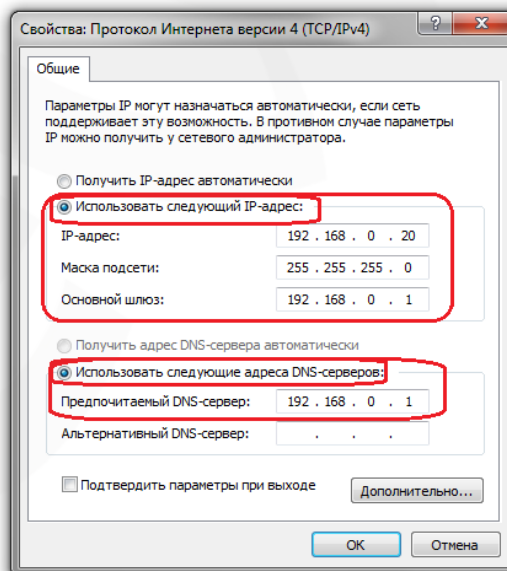 Свойства: Протокол Интернета версии 4 (TCP/IPv4)
Общие
Параметры IP могут назначаться автоматически, если сеть
поддерживает эту возможность. В противном случае параметры
IP можно получить у сетевого администратора.
Получить IP-адрес автоматически
Использовать следующий IP-адрес:
IP-адрес: 192 . 168 . 0 . 20
Маска подсети: 255 . 255 . 255 . 0
Основной шлюз: 192 . 168 . 0 . 1
Получить адрес DNS-сервера автоматически
Использовать следующие адреса DNS-серверов:
Предпочитаемый DNS-сервер: 192 . 168 . 0 . 1
Альтернативный DNS-сервер: . . .
Подтвердить параметры при выходе
Дополнительно...
ОК Отмена